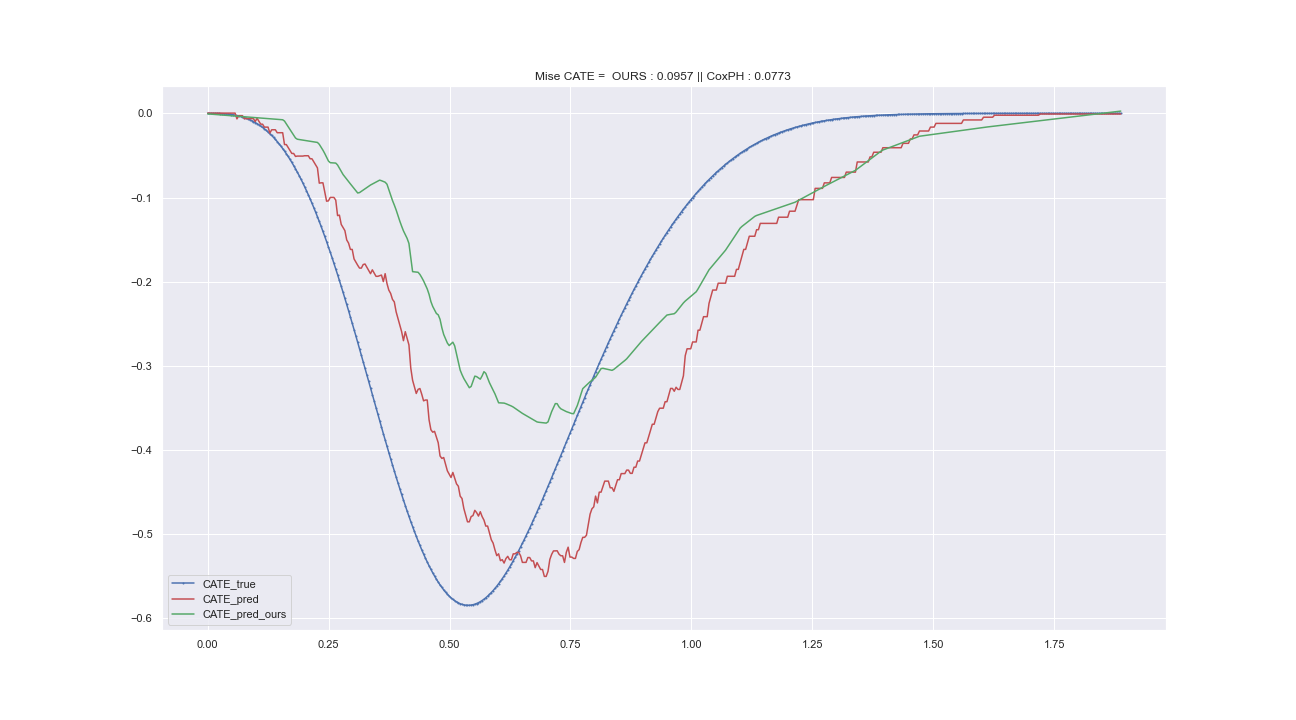 Mise CATE =  OURS : 0.0957 || CoxPH : 0.0773
0.0
−0.1
−0.2
−0.3
−0.4
−0.5
−0.6
CATE_true
CATE_pred
CATE_pred_ours
0.00 0.25 0.50 0.75 1.00 1.25 1.50 1.75